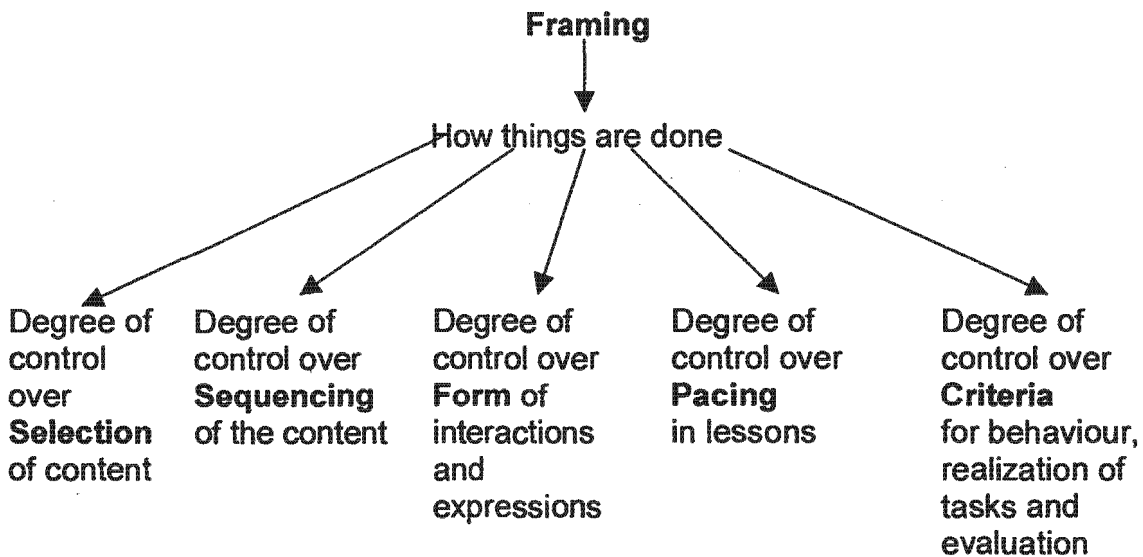 Framing
How things are done
Degree of
control
over
Selection
of content
Degree of
control over
Sequencing
of the content
Degree of
control over
Form of
interactions
and
expressions
Degree of
control over
Pacing
in lessons
Degree of
control over
Criteria
for behaviour,
realization of
tasks and
evaluation